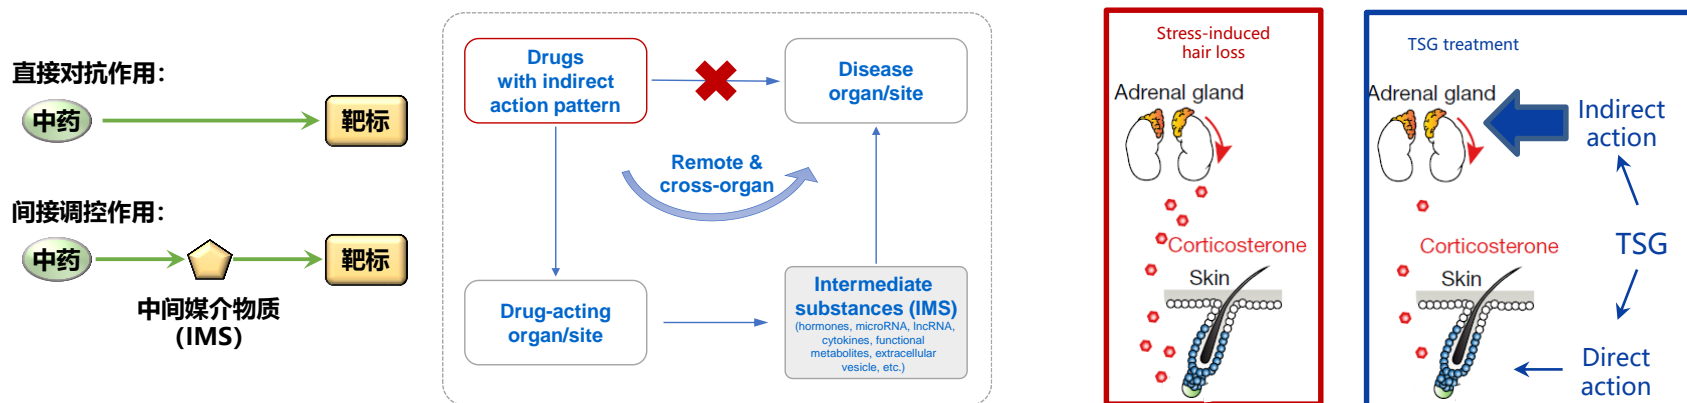 直接对抗作用：
中药
靶标
间接调控作用：
中药
靶标
中间媒介物质
(IMS)
Drugs
with indirect
action pattern
Disease
organ/site
Remote &
cross-organ
Drug-acting
organ/site
Intermediate
substances (IMS)
(hormones, microRNA, lncRNA,
cytokines, functional
metabolites, extracellular
vesicle, etc.)
Stress-induced
hair loss
Adrenal gland
Corticosterone
Skin
TSG treatment
Adrenal gland
Indirect
action
Corticosterone
TSG
Skin
Direct
action